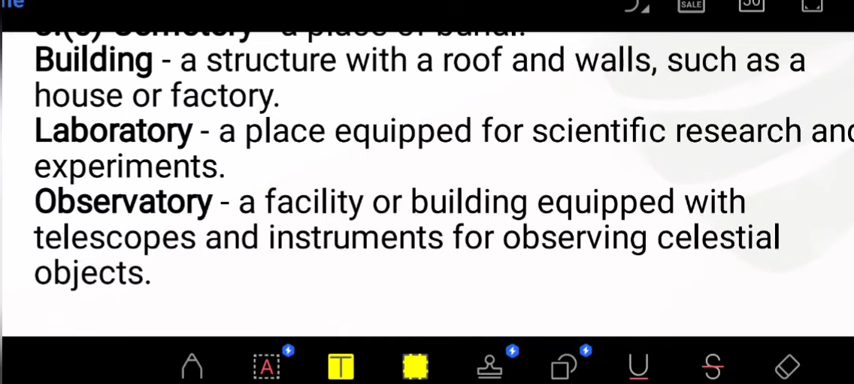 Building - a structure with a roof and walls, such as a
house or factory.
Laboratory - a place equipped for scientific research and
experiments.
Observatory - a facility or building equipped with
telescopes and instruments for observing celestial
objects.
SALE
A
T
U
S